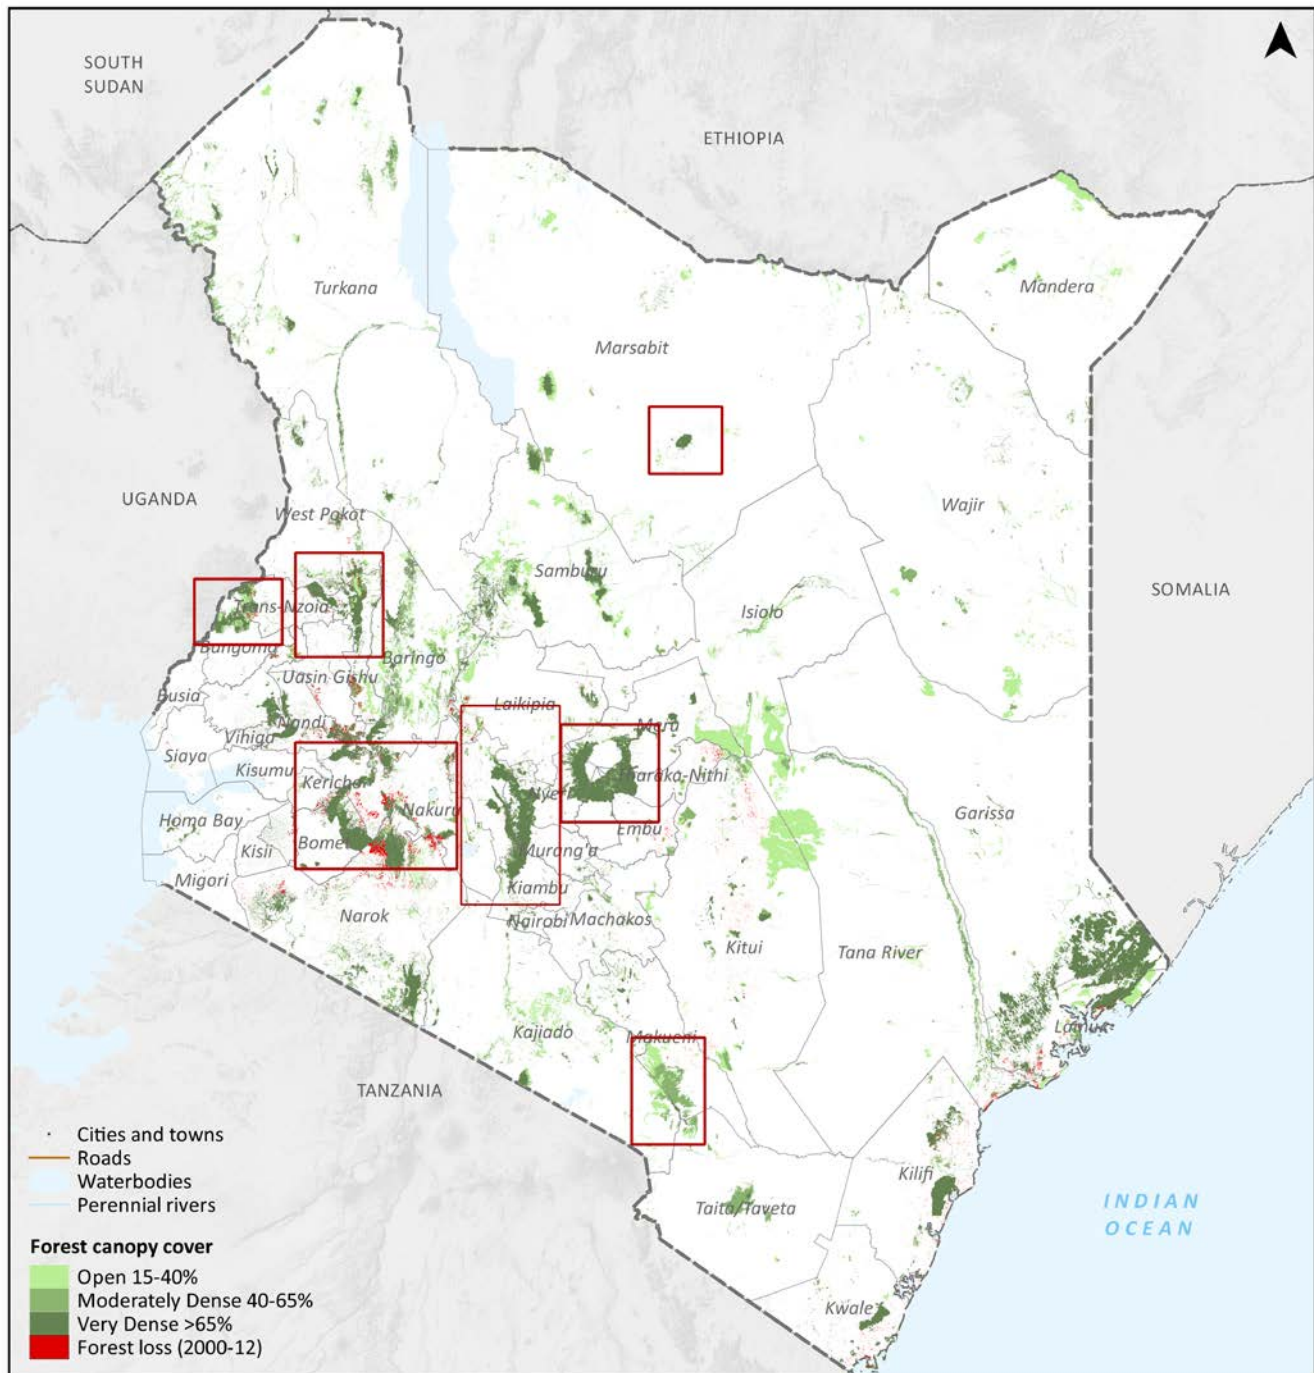 SOUTH
SUDAN
ETHIOPIA
Turkana
Mandera
Marsabit
UGANDA
West Pokot
Wajir
Samburu
SOMALIA
Trans-Nzoia
Isiolo
Bungoma
Baringo
Uasin Gishu
Busia
Laikipia
Nandi
Meru
Vihiga
Siaya
Kisumu
Kericho
Tharaka-Nithi
Nyeri
Nakuru
Garissa
Homa Bay
Embu
Bomet
Kisii
Murang'a
Migori
Kiambu
Narok
Nairobi
Machakos
Kitui
Tana River
Lamu
Kajiado
Makueni
TANZANIA
Kilifi
Taita/Taveta
INDIAN
OCEAN
Kwale
Cities and towns
Roads
Waterbodies
Perennial rivers
Forest canopy cover
Open 15-40%
Moderately Dense 40-65%
Very Dense >65%
Forest loss (2000-12)